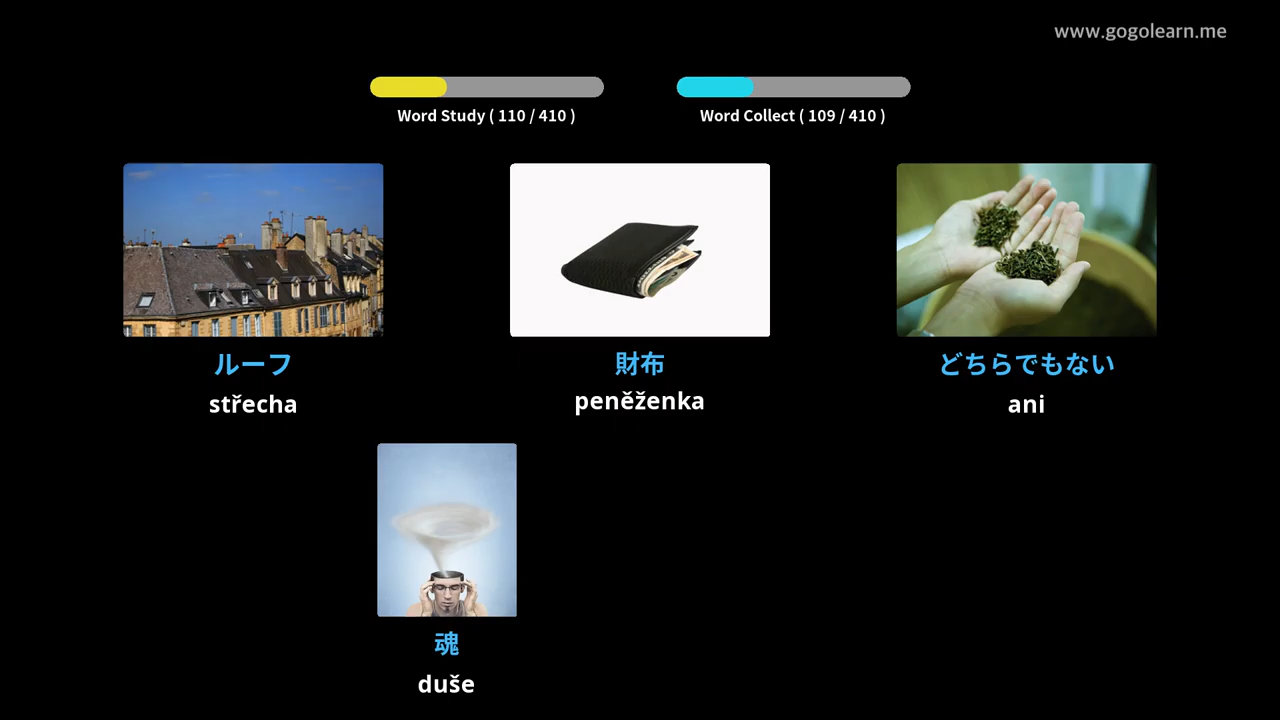 www.gogolearn.me
Word Study ( 110 / 410 )
Word Collect ( 109 / 410 )
ルーフ
střecha
財布
peněženka
どちらでもない
ani
魂
duše